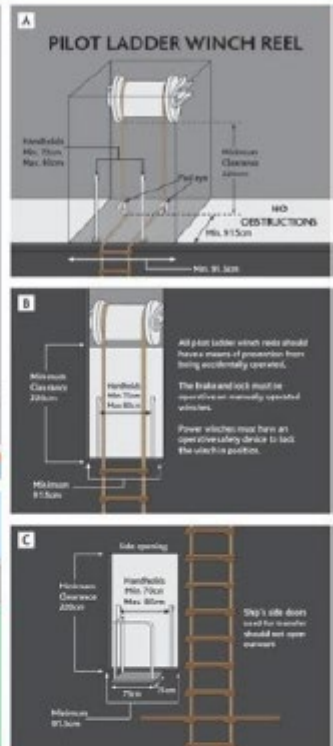 A
PILOT LADDER WINCH REEL
Handholds
Min. 70cm
Max. 80cm
Pad eye
Minimum
Clearance
220cm
NO
OBSTRUCTIONS
Min. 915cm
Min. 91.5cm
B
Minimum
Clearance
220cm
Handholds
Min. 70cm
Max 80cm
Minimum
91.5cm
All pilot ladder winch reels should
have a means of prevention from
being accidentally operated.
The brake and lock must be
operative on manually operated
winches.
Power winches must have an
operative safety device to lock
the winch in position.
C
Side opening
Minimum
Clearance
220cm
Handholds
Min. 70cm
Max. 80cm
75cm
75cm
Minimum
91.5cm
Ship's side doors
used for transfer
should not open
outwards